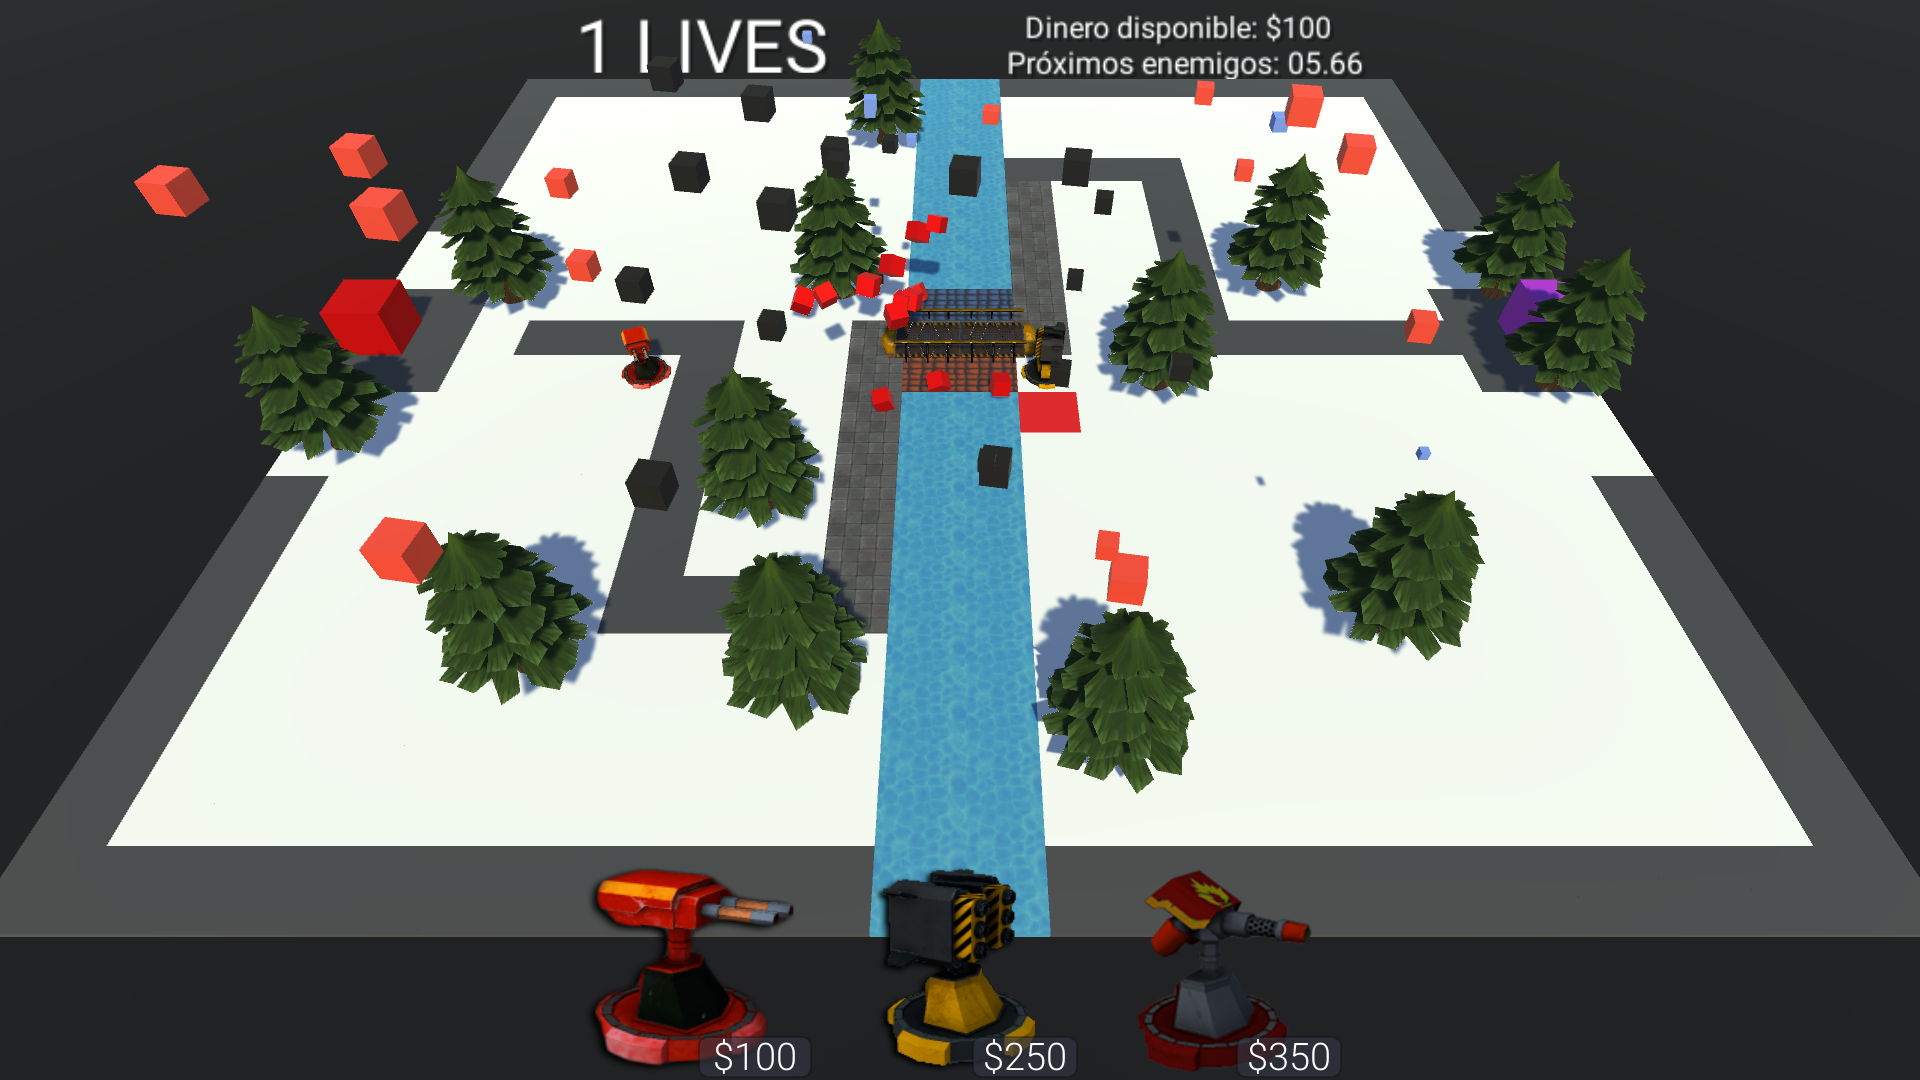 1 LIVES
Dinero disponible: $100
Próximos enemigos: 05.66
$100
$250
$350